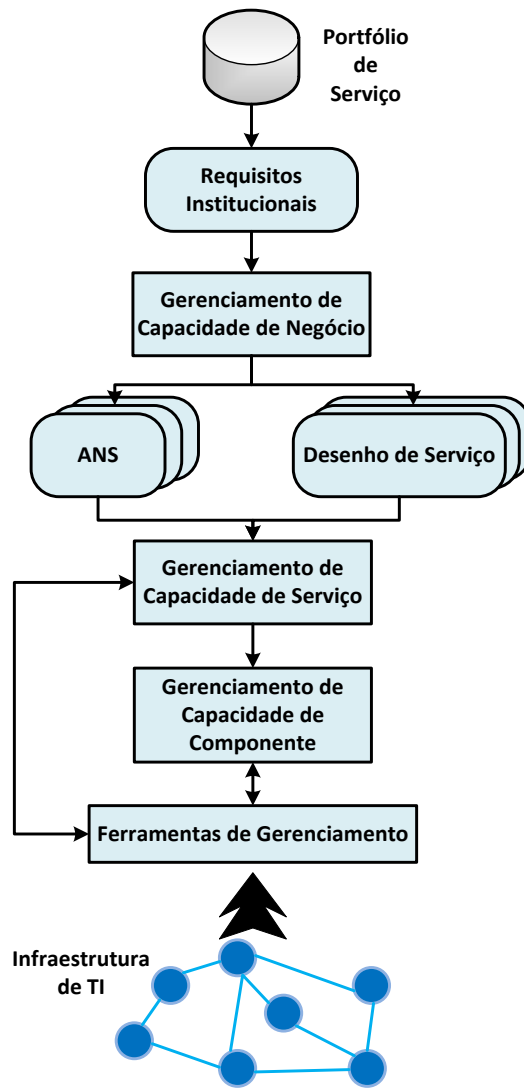 Portfólio
de
Serviço
Requisitos
Institucionais
Gerenciamento de
Capacidade de Negócio
ANS
Desenho de Serviço
Gerenciamento de
Capacidade de Serviço
Gerenciamento de
Capacidade de
Componente
Ferramentas de Gerenciamento
Infraestrutura
de TI